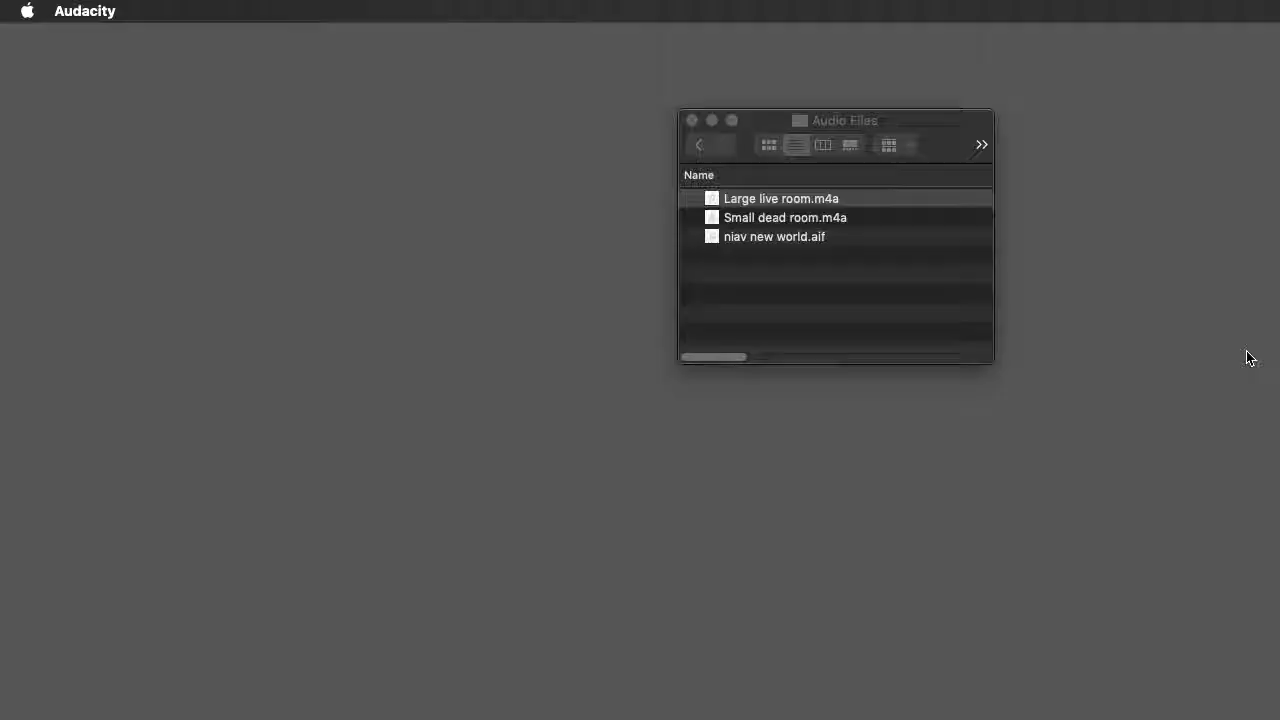 Audacity
Audio Files
Name
Large live room.m4a
Small dead room.m4a
niav new world.aif